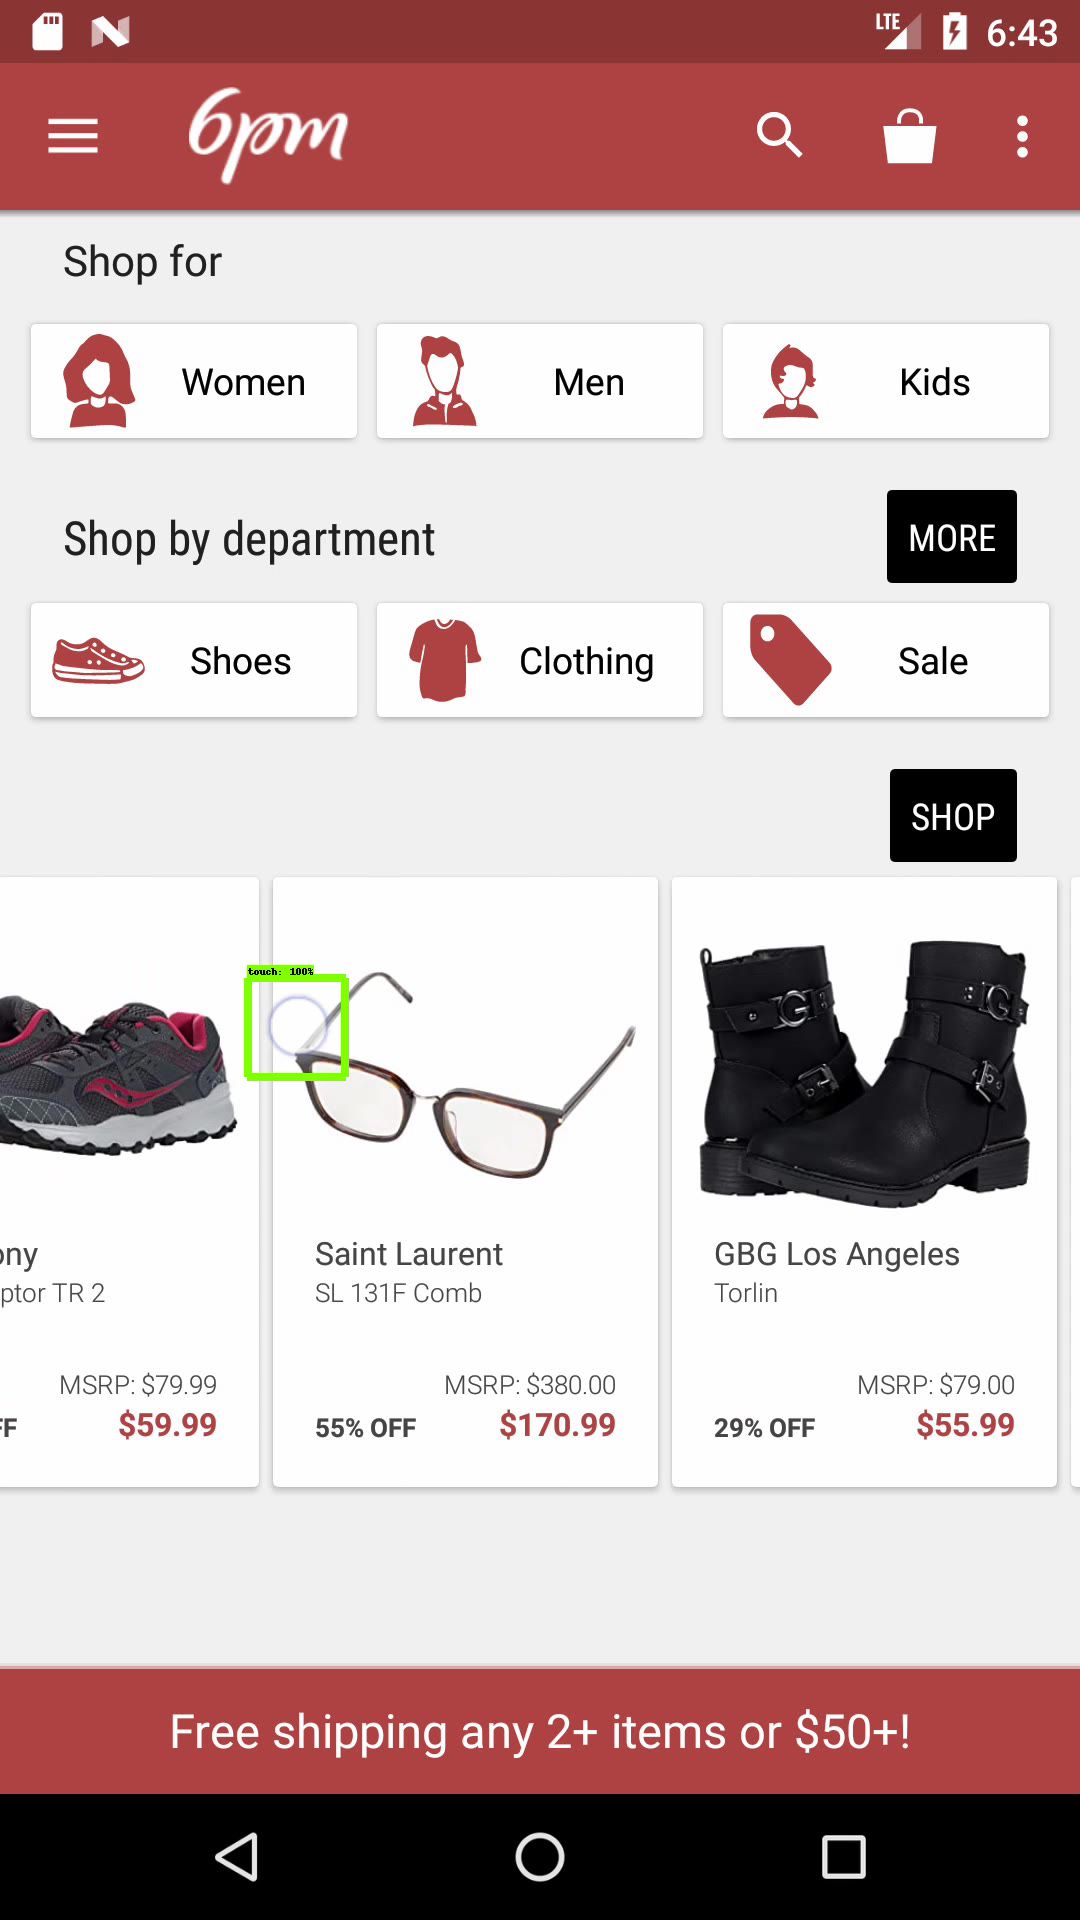 LTE 6:43
6pm
Shop for
Women Men Kids
Shop by department MORE
Shoes Clothing Sale
SHOP
touch: 100%
ony Saint Laurent GBG Los Angeles
ptor TR 2 SL 131F Comb Torlin
MSRP: $79.99 MSRP: $380.00 MSRP: $79.00
FF $59.99 55% OFF $170.99 29% OFF $55.99
Free shipping any 2+ items or $50+!